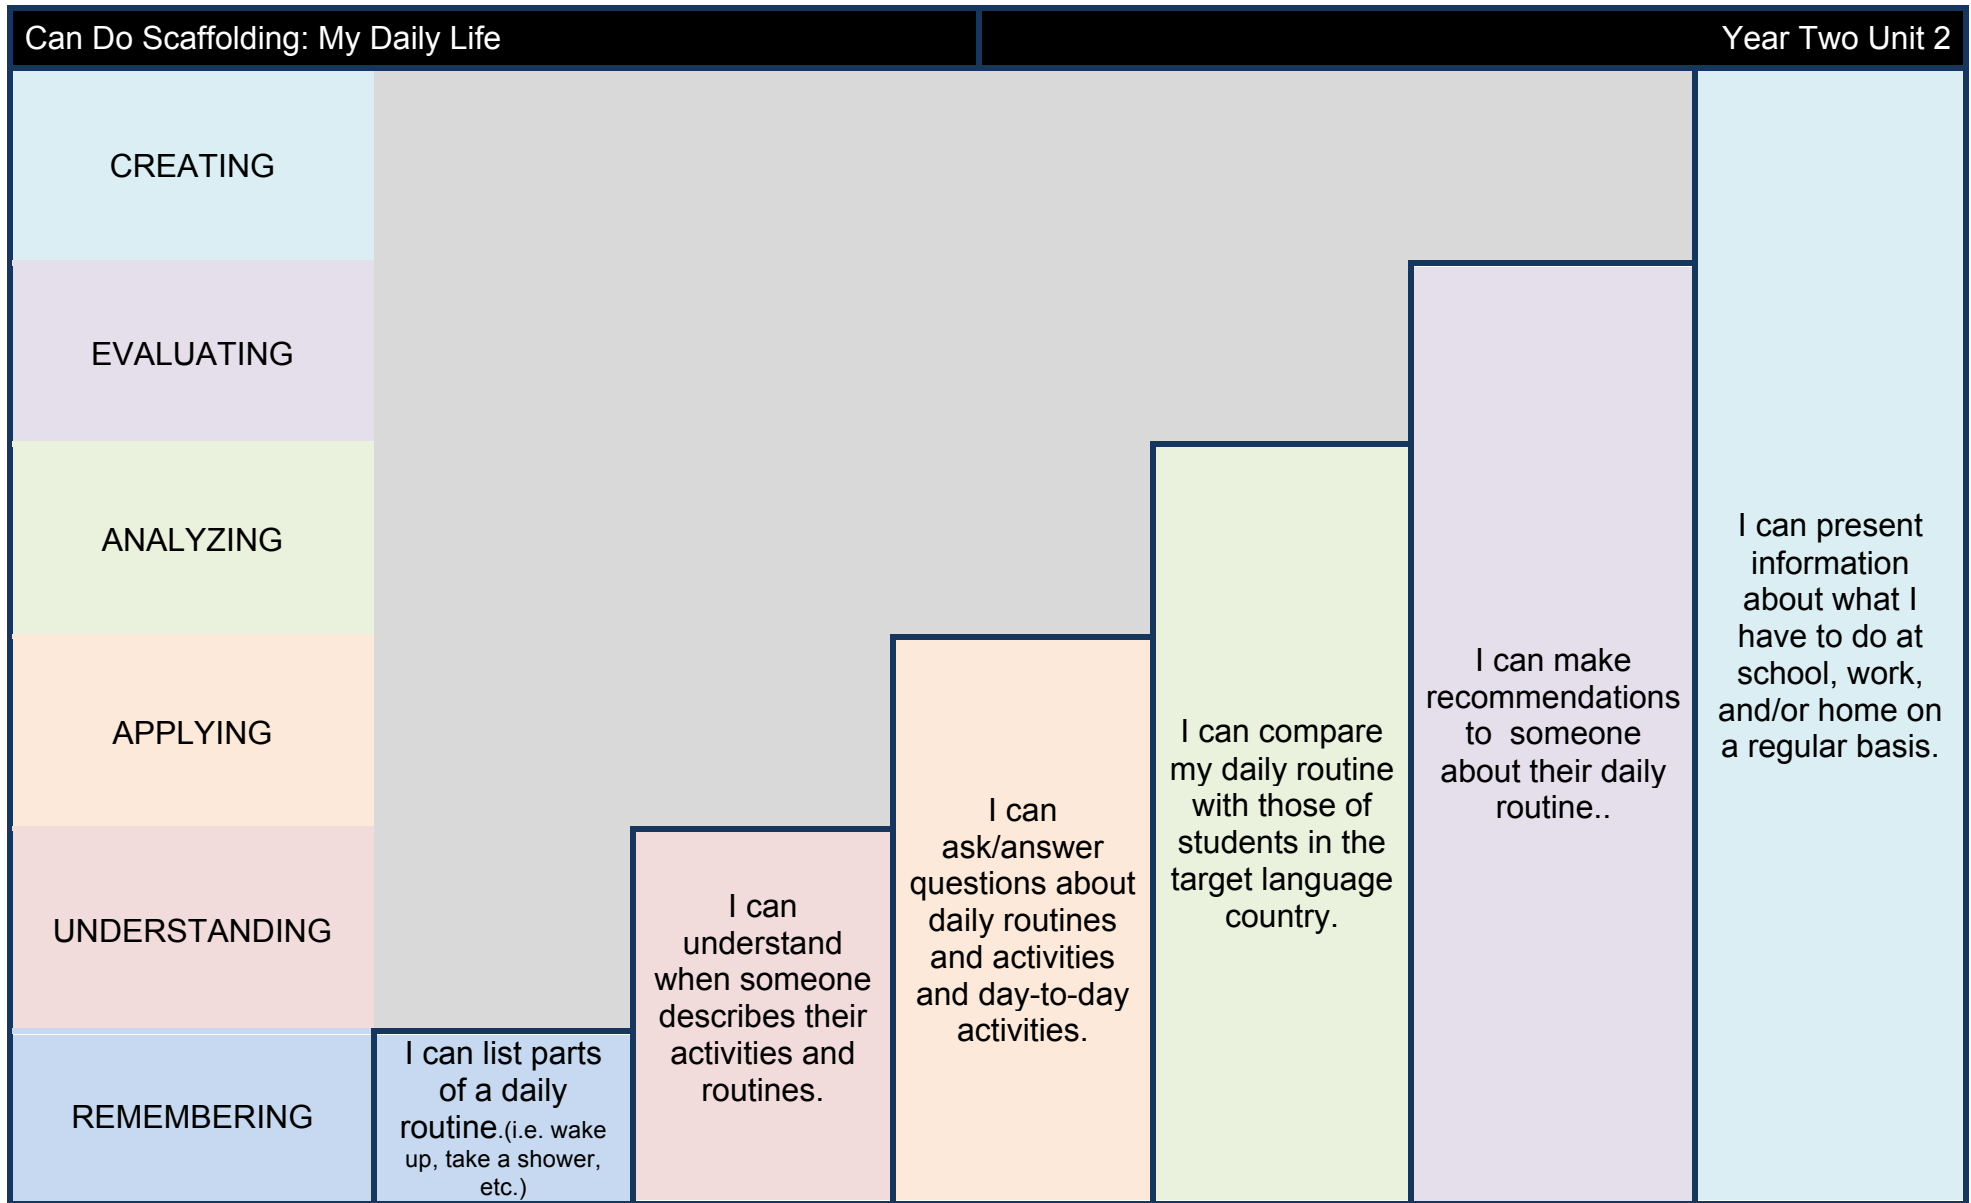 Can Do Scaffolding: My Daily Life
Year Two Unit 2
CREATING
EVALUATING
ANALYZING
APPLYING
UNDERSTANDING
REMEMBERING
I can list parts
of a daily
routine.(i.e. wake
up, take a shower,
etc.)
I can
understand
when someone
describes their
activities and
routines.
I can
ask/answer
questions about
daily routines
and activities
and day-to-day
activities.
I can compare
my daily routine
with those of
students in the
target language
country.
I can make
recommendations
to  someone
about their daily
routine..
I can present
information
about what I
have to do at
school, work,
and/or home on
a regular basis.